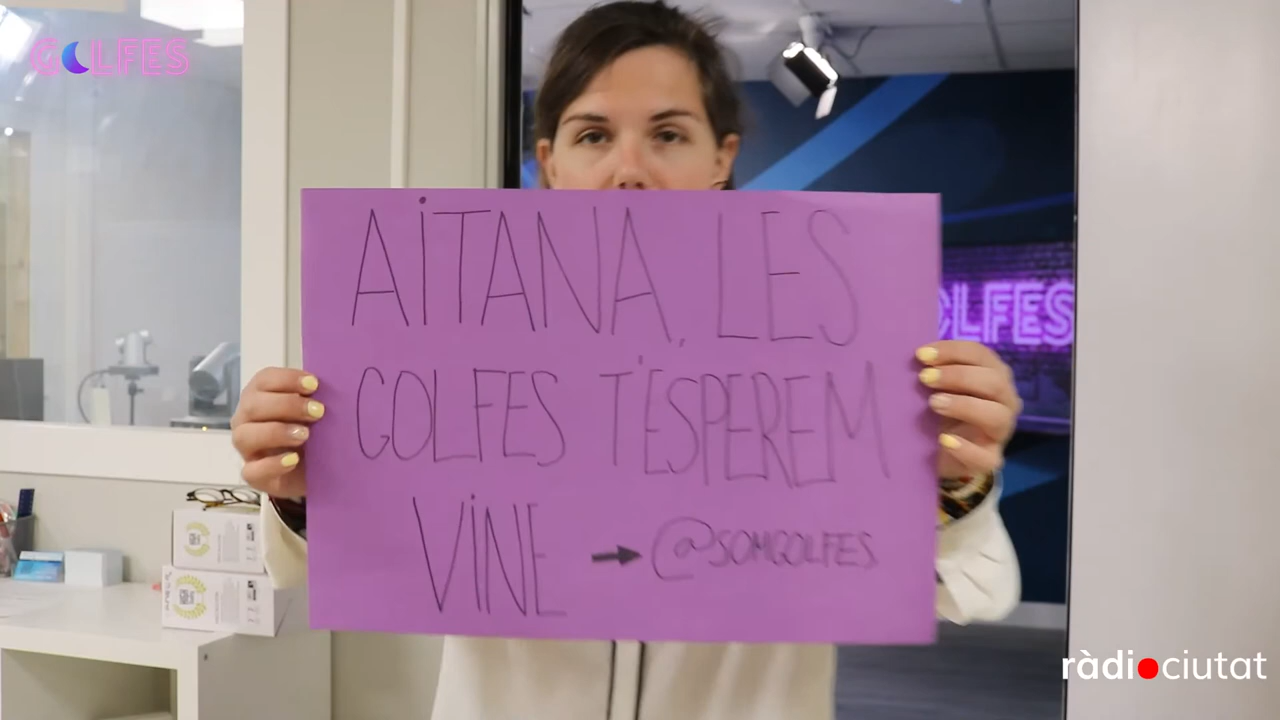 GOLFES
AiTANA, LES
GOLFES T'ESPEREM
ViNE → @SOMGOLFES
GOLFES
ràdiociutat